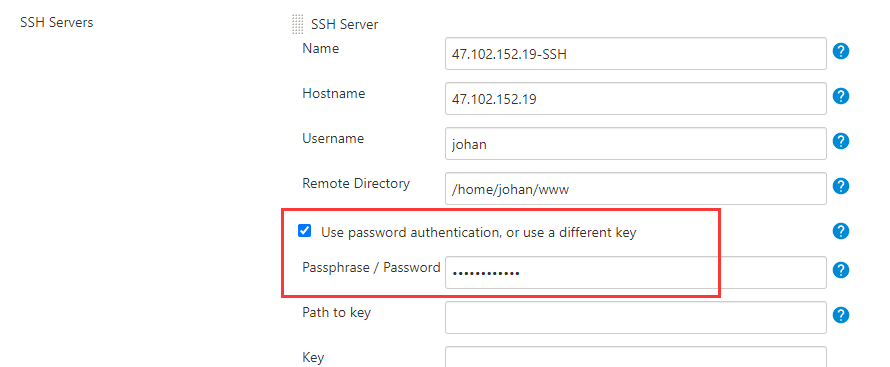 SSH Servers
SSH Server
Name
47.102.152.19-SSH
Hostname
47.102.152.19
Username
johan
Remote Directory
/home/johan/www
Use password authentication, or use a different key
Passphrase / Password
••••••••••••
Path to key
Key